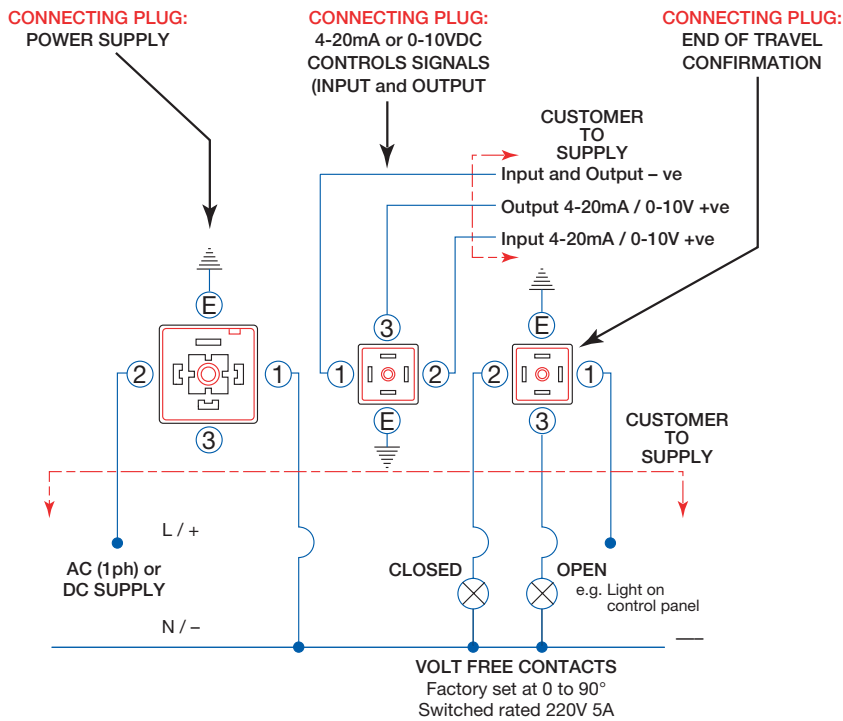 CONNECTING PLUG:
POWER SUPPLY
CONNECTING PLUG:
4-20mA or 0-10VDC
CONTROLS SIGNALS
(INPUT and OUTPUT
CONNECTING PLUG:
END OF TRAVEL
CONFIRMATION
CUSTOMER
TO
SUPPLY
Input and Output – ve
Output 4-20mA / 0-10V +ve
Input 4-20mA / 0-10V +ve
E
2
1
3
3
1
2
E
E
2
1
3
CUSTOMER
TO
SUPPLY
L / +
AC (1ph) or
DC SUPPLY
N / –
CLOSED
OPEN
e.g. Light on
control panel
VOLT FREE CONTACTS
Factory set at 0 to 90°
Switched rated 220V 5A